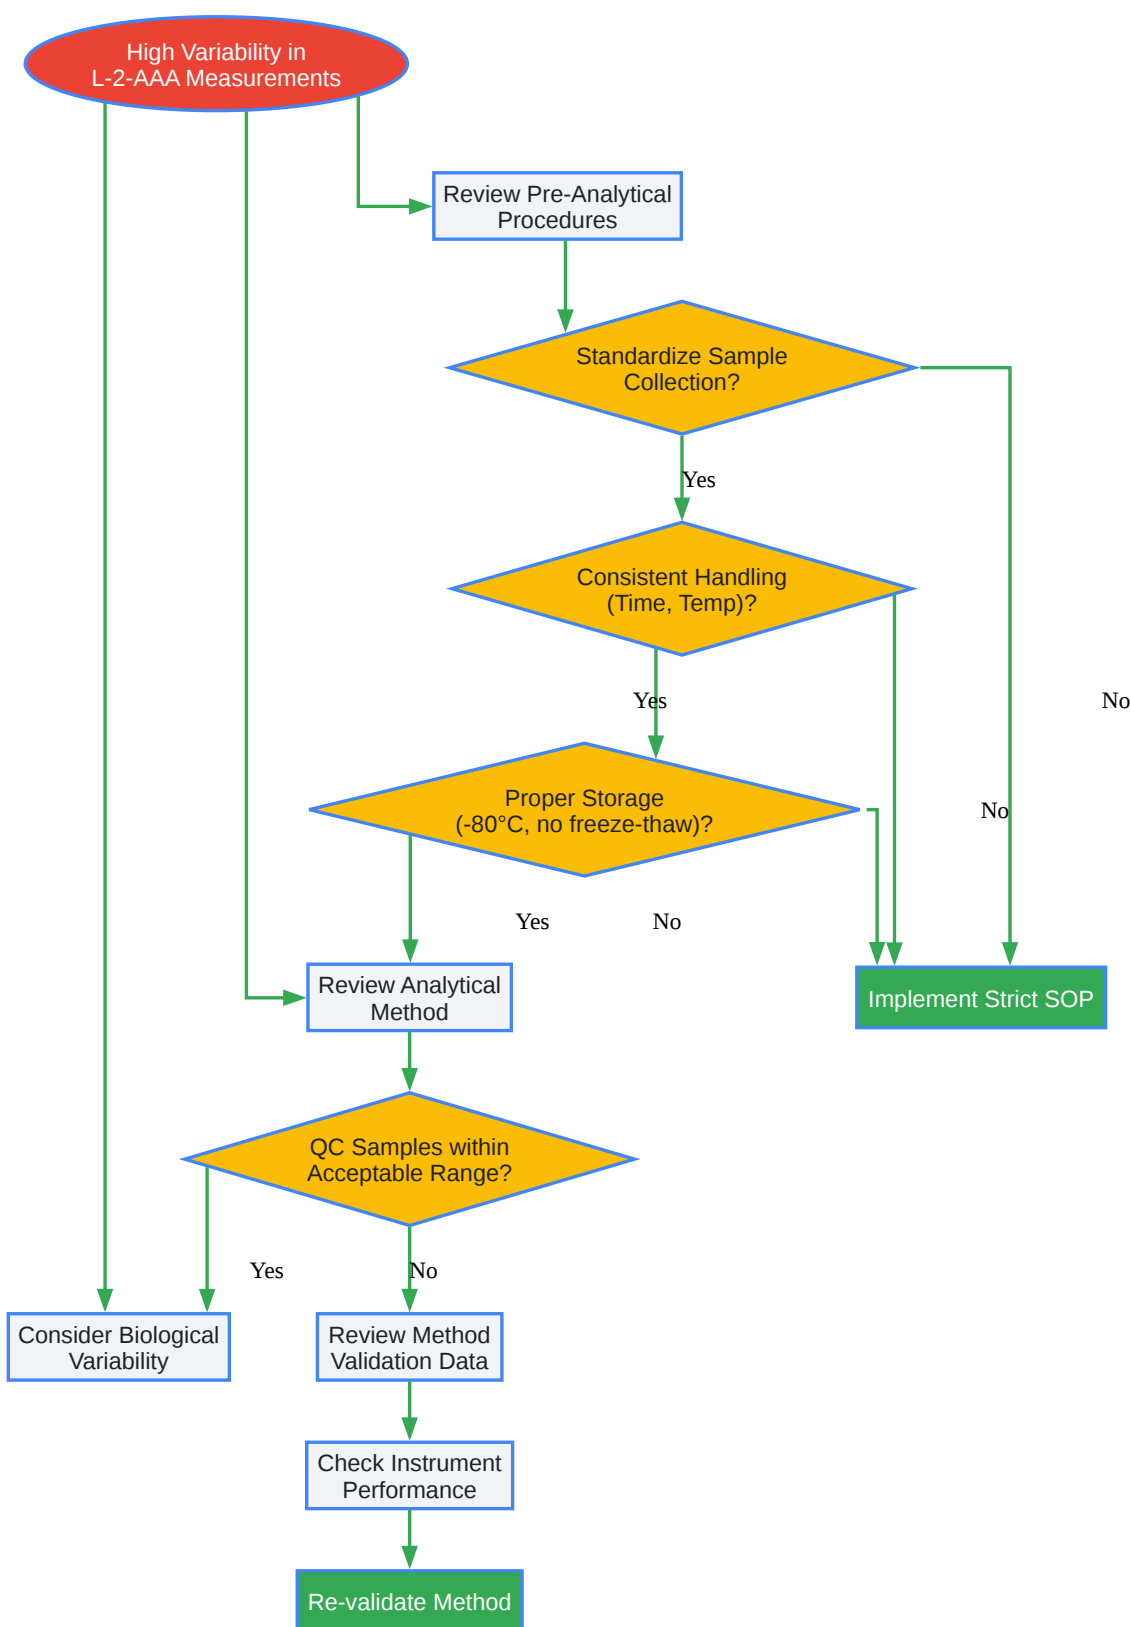 High Variability in
L-2-AAA Measurements
Review Pre-Analytical
Procedures
Standardize Sample
Collection?
Yes
Consistent Handling
(Time, Temp)?
Yes
No
Proper Storage
(-80°C, no freeze-thaw)?
No
Yes
No
Review Analytical
Method
Implement Strict SOP
QC Samples within
Acceptable Range?
Yes
No
Consider Biological
Variability
Review Method
Validation Data
Check Instrument
Performance
Re-validate Method